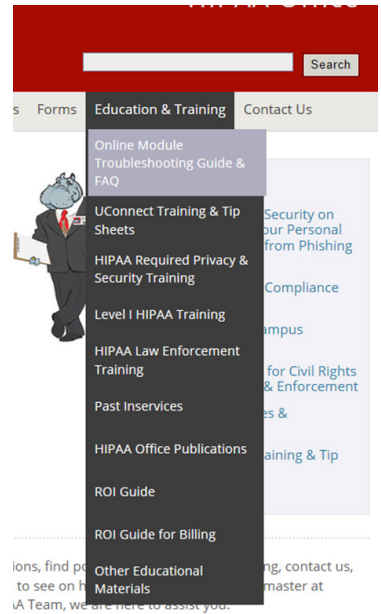 HIPAA Office
Search
s Forms Education & Training Contact Us
Online Module
Troubleshooting Guide &
FAQ
UConnect Training & Tip
Sheets
HIPAA Required Privacy &
Security Training
Level I HIPAA Training
HIPAA Law Enforcement
Training
Past Inservices
HIPAA Office Publications
ROI Guide
ROI Guide for Billing
Other Educational
Materials
Security on
our Personal
from Phishing
Compliance
ampus
for Civil Rights
& Enforcement
es &
aining & Tip
ions, find po ng, contact us,
to see on h master at
AA Team, we are here to assist you.